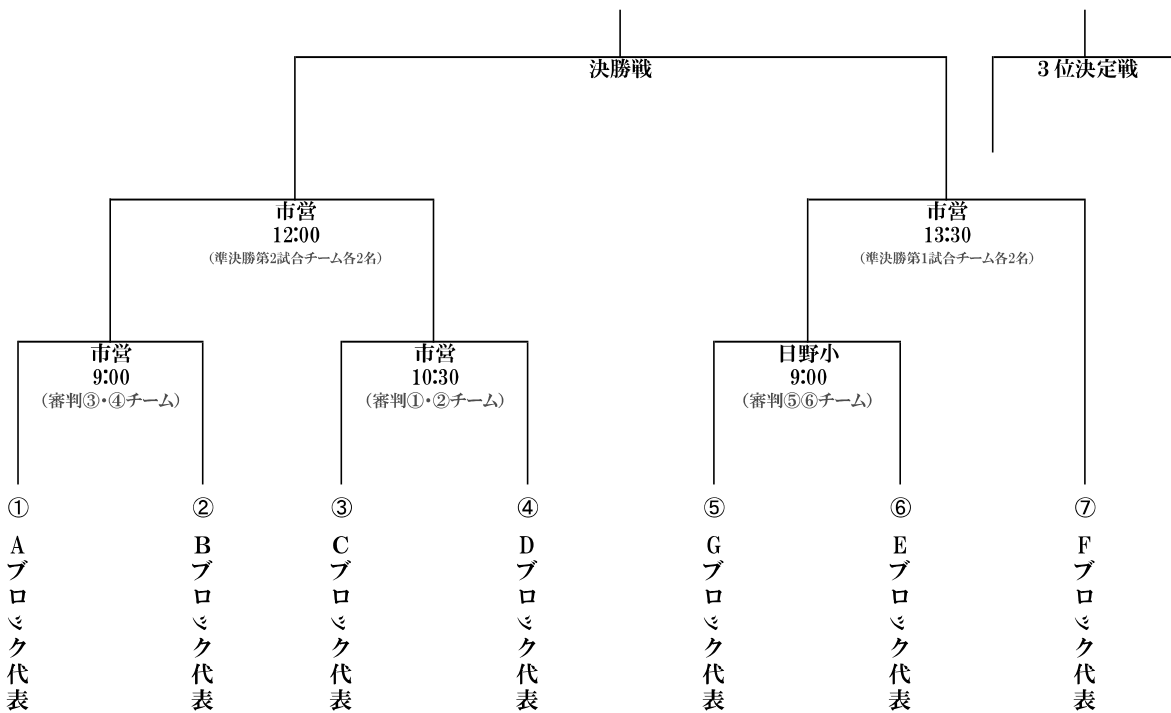 決勝戦
3位決定戦
市営
12:00
(準決勝第2試合チーム各2名)
市営
13:30
(準決勝第1試合チーム各2名)
市営
9:00
(審判③・④チーム)
市営
10:30
(審判①・②チーム)
日野小
9:00
(審判⑤⑥チーム)
①
Aブロック代表
②
Bブロック代表
③
Cブロック代表
④
Dブロック代表
⑤
Gブロック代表
⑥
Eブロック代表
⑦
Fブロック代表